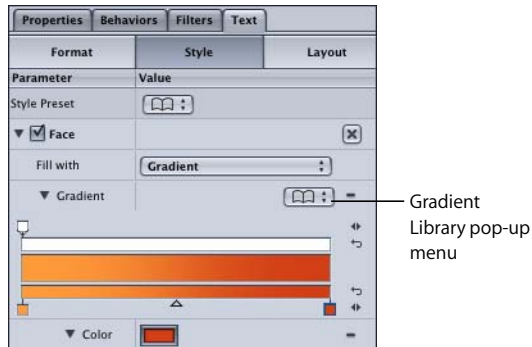 Properties Behaviors Filters Text
Format Style Layout
Parameter Value
Style Preset
Face
Fill with Gradient
Gradient
Gradient
Library pop-up
menu
Color